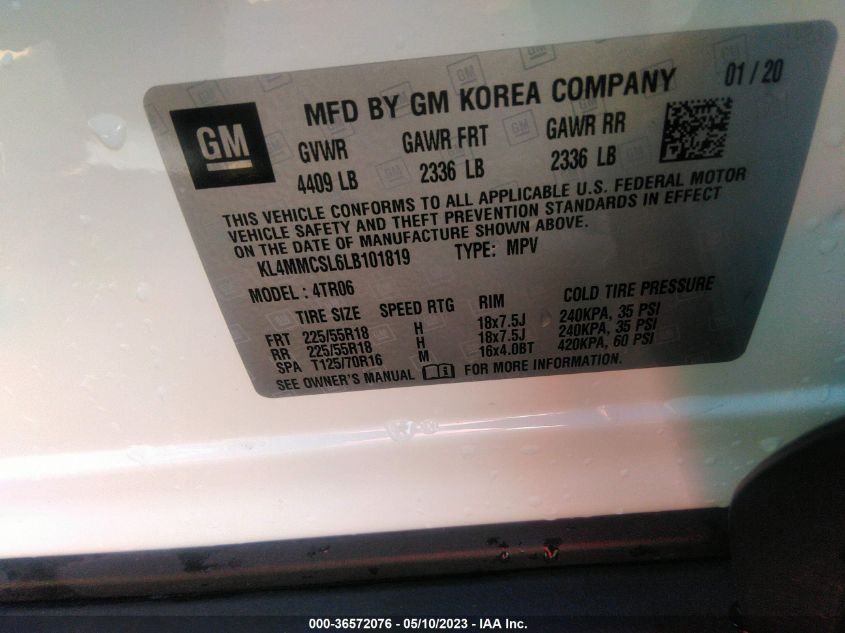 MFD BY GM KOREA COMPANY 01/20
GM
GVWR GAWR FRT GAWR RR
4409 LB 2336 LB 2336 LB
THIS VEHICLE CONFORMS TO ALL APPLICABLE U.S. FEDERAL MOTOR
VEHICLE SAFETY AND THEFT PREVENTION STANDARDS IN EFFECT
ON THE DATE OF MANUFACTURE SHOWN ABOVE.
KL4MMCSL6LB101819 TYPE: MPV
MODEL: 4TR06
TIRE SIZE SPEED RTG RIM COLD TIRE PRESSURE
FRT 225/55R18 H 18x7.5J 240KPA, 35 PSI
RR 225/55R18 H 18x7.5J 240KPA, 35 PSI
SPA T125/70R16 M 16x4.0BT 420KPA, 60 PSI
SEE OWNER'S MANUAL FOR MORE INFORMATION.
000-36572076 - 05/10/2023 - IAA Inc.